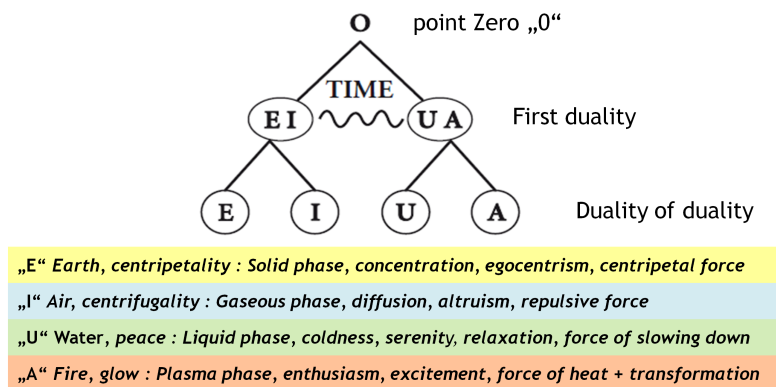 O point Zero „0“
TIME
E I U A First duality
E I U A Duality of duality
„E“ Earth, centripetality : Solid phase, concentration, egocentrism, centripetal force
„I“ Air, centrifugality : Gaseous phase, diffusion, altruism, repulsive force
„U“ Water, peace : Liquid phase, coldness, serenity, relaxation, force of slowing down
„A“ Fire, glow : Plasma phase, enthusiasm, excitement, force of heat + transformation